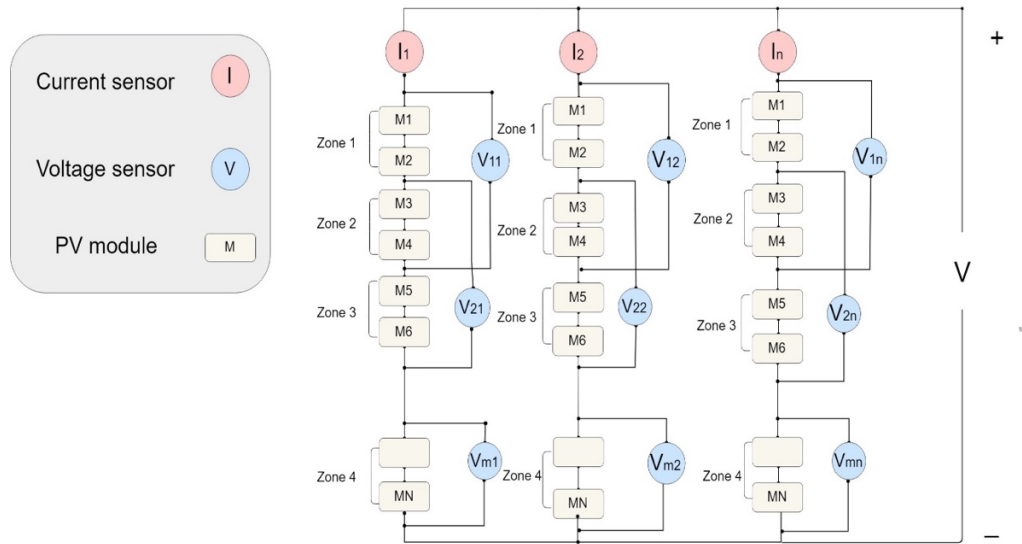 Current sensor I
Voltage sensor V
PV module M
I1
I2
In
+
Zone 1
M1
M2
V11
Zone 2
M3
M4
Zone 3
M5
M6
V21
Zone 4
MN
Vm1
Zone 1
M1
M2
V12
Zone 2
M3
M4
Zone 3
M5
M6
V22
Zone 4
MN
Vm2
Zone 1
M1
M2
V1n
Zone 2
M3
M4
Zone 3
M5
M6
V2n
Zone 4
MN
Vmn
V
–